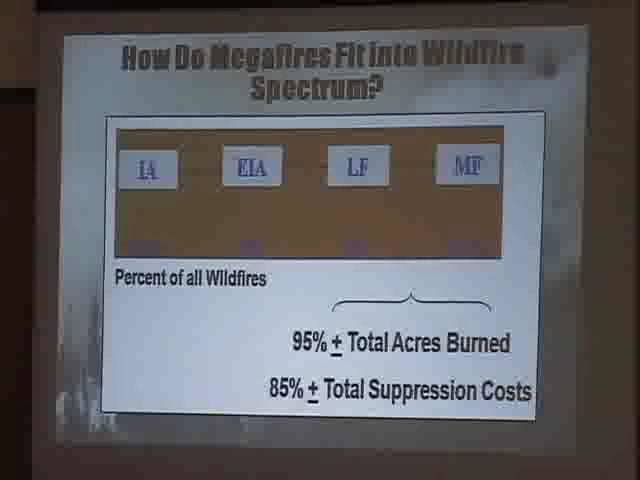 How Do Megafires Fit into Wildfire
Spectrum?
IA EIA LF MF
Percent of all Wildfires
95% ± Total Acres Burned
85% ± Total Suppression Costs